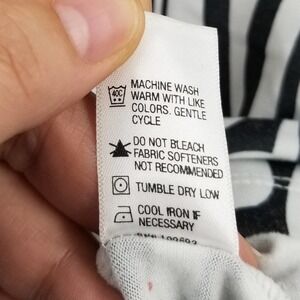 40C
MACHINE WASH
WARM WITH LIKE
COLORS. GENTLE
CYCLE
DO NOT BLEACH
FABRIC SOFTENERS
NOT RECOMMENDED
TUMBLE DRY LOW
COOL IRON IF
NECESSARY